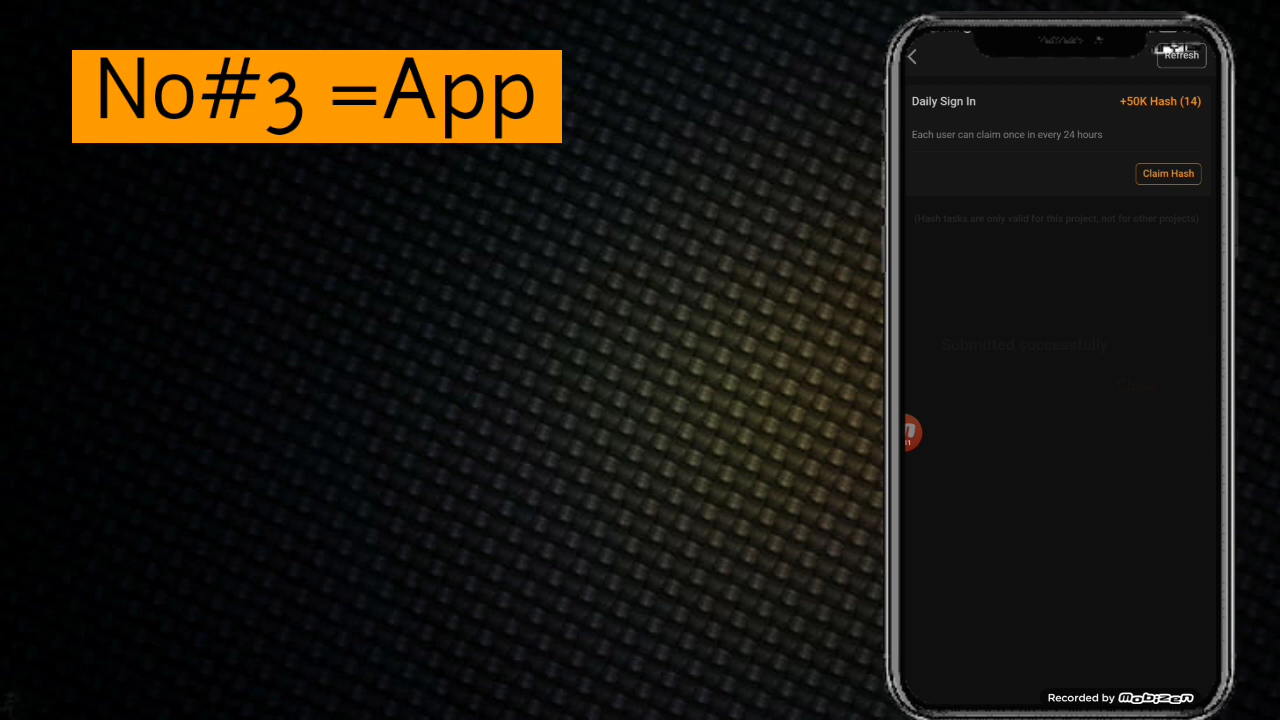 No#3 =App
Refresh
Daily Sign In
+50K Hash (14)
Each user can claim once in every 24 hours
Claim Hash
(Hash tasks are only valid for this project, not for other projects)
Submitted successfully
Close
Recorded by mobizen